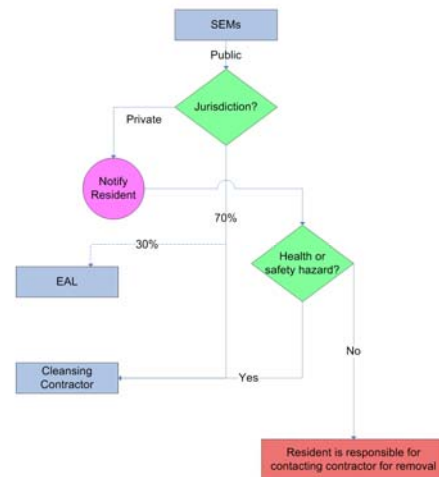 SEMs
Public
Jurisdiction?
Private
Notify
Resident
70%
30%
Health or
safety hazard?
EAL
No
Cleansing
Contractor
Yes
Resident is responsible for
contacting contractor for removal